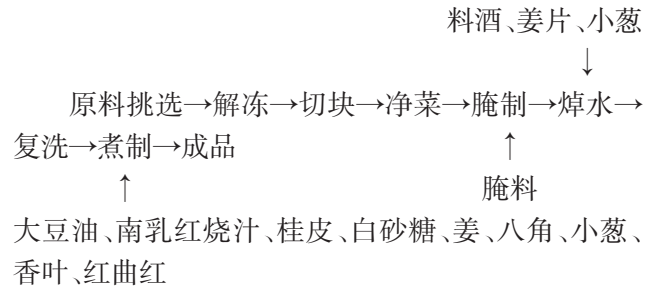 料酒、姜片、小葱
↓
原料挑选→解冻→切块→净菜→腌制→焯水→
复洗→煮制→成品
↑
↑
腌料
大豆油、南乳红烧汁、桂皮、白砂糖、姜、八角、小葱、
香叶、红曲红